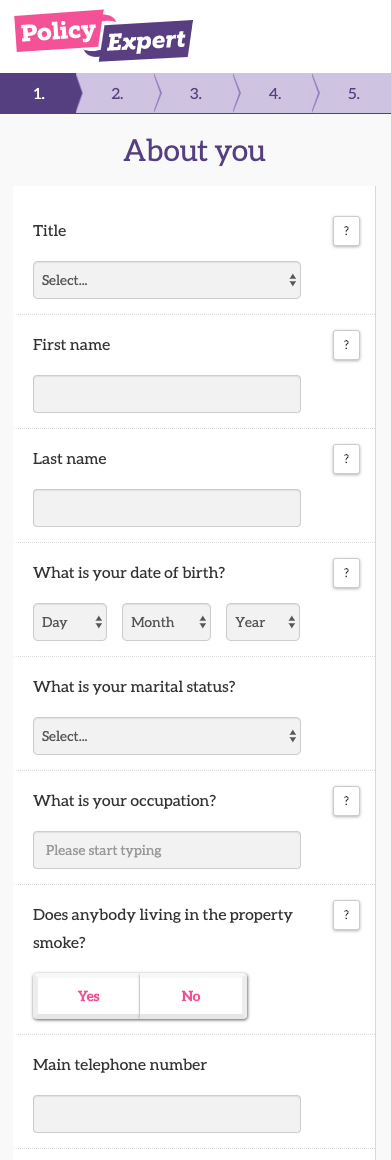 Policy
Expert
1. 2. 3. 4. 5.
About you
Title ?
Select...
First name ?
Last name ?
What is your date of birth? ?
Day Month Year
What is your marital status?
Select...
What is your occupation? ?
Please start typing
Does anybody living in the property ?
smoke?
Yes No
Main telephone number